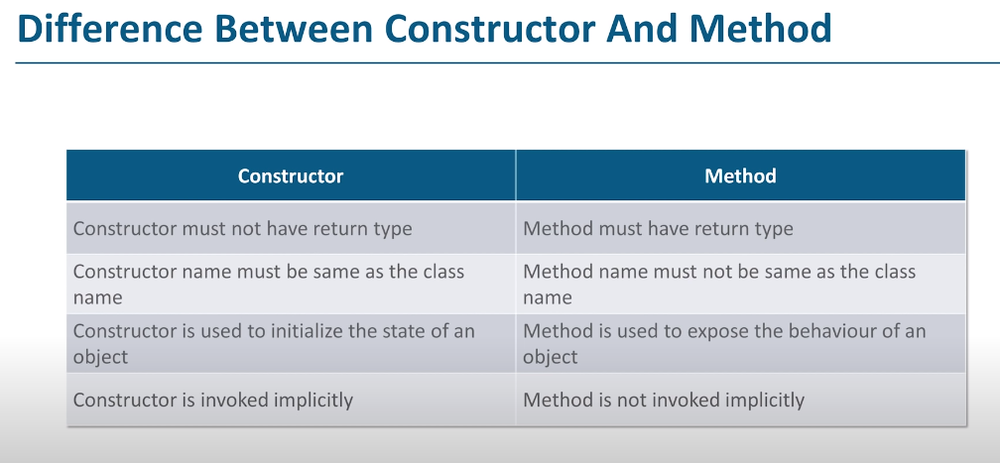 Difference Between Constructor And Method
Constructor
Method
Constructor must not have return type
Method must have return type
Constructor name must be same as the class
name
Method name must not be same as the class
name
Constructor is used to initialize the state of an
object
Method is used to expose the behaviour of an
object
Constructor is invoked implicitly
Method is not invoked implicitly